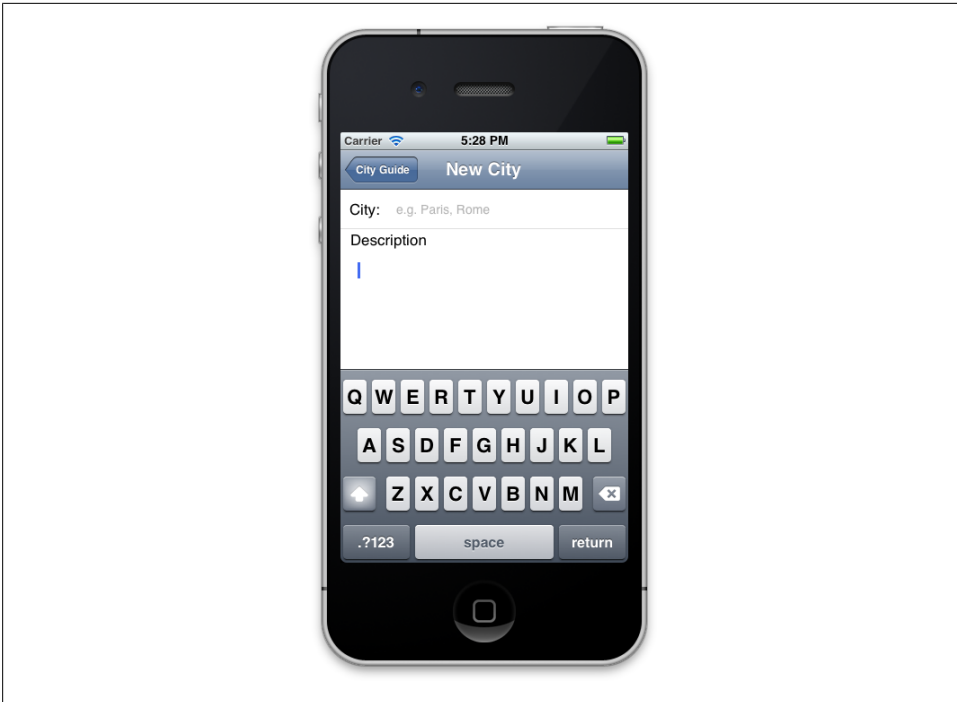 Carrier 5:28 PM
City Guide New City
City: e.g. Paris, Rome
Description
Q W E R T Y U I O P
A S D F G H J K L
Z X C V B N M
.?123 space return